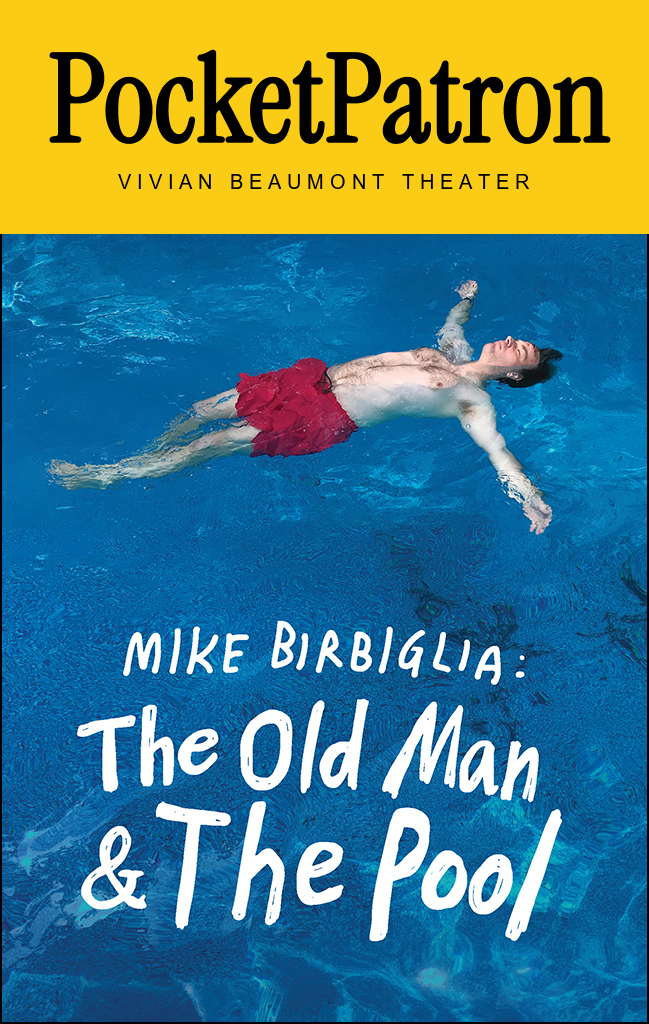 PocketPatron
VIVIAN BEAUMONT THEATER
MIKE BIRBIGLIA:
The Old Man
& The Pool